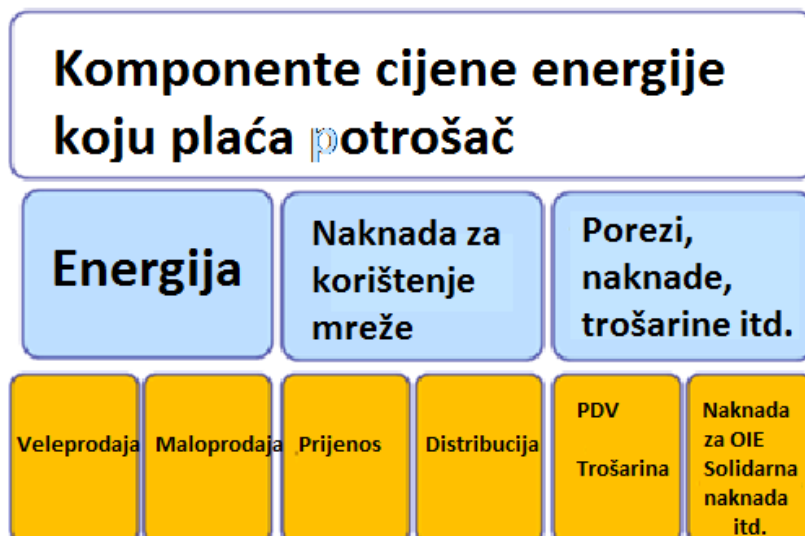 Komponente cijene energije
koju plaća potrošač
Energija
Naknada za
korištenje
mreže
Porezi,
naknade,
trošarine itd.
Veleprodaja
Maloprodaja
Prijenos
Distribucija
PDV
Trošarina
Naknada
za OIE
Solidarna
naknada
itd.